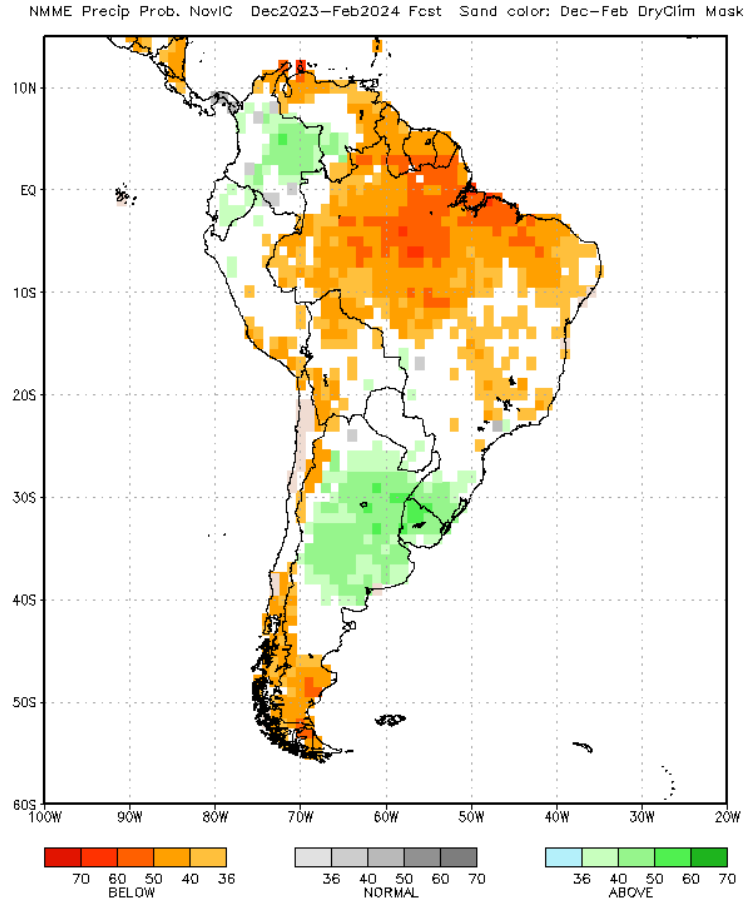 NMME Precip Prob. NovIC  Dec2023-Feb2024 Fcst  Sand color: Dec-Feb DryClim Mask
10N
EQ
10S
20S
30S
40S
50S
60S
100W 90W 80W 70W 60W 50W 40W 30W 20W
70 60 50 40 36
BELOW
36 40 50 60 70
NORMAL
36 40 50 60 70
ABOVE